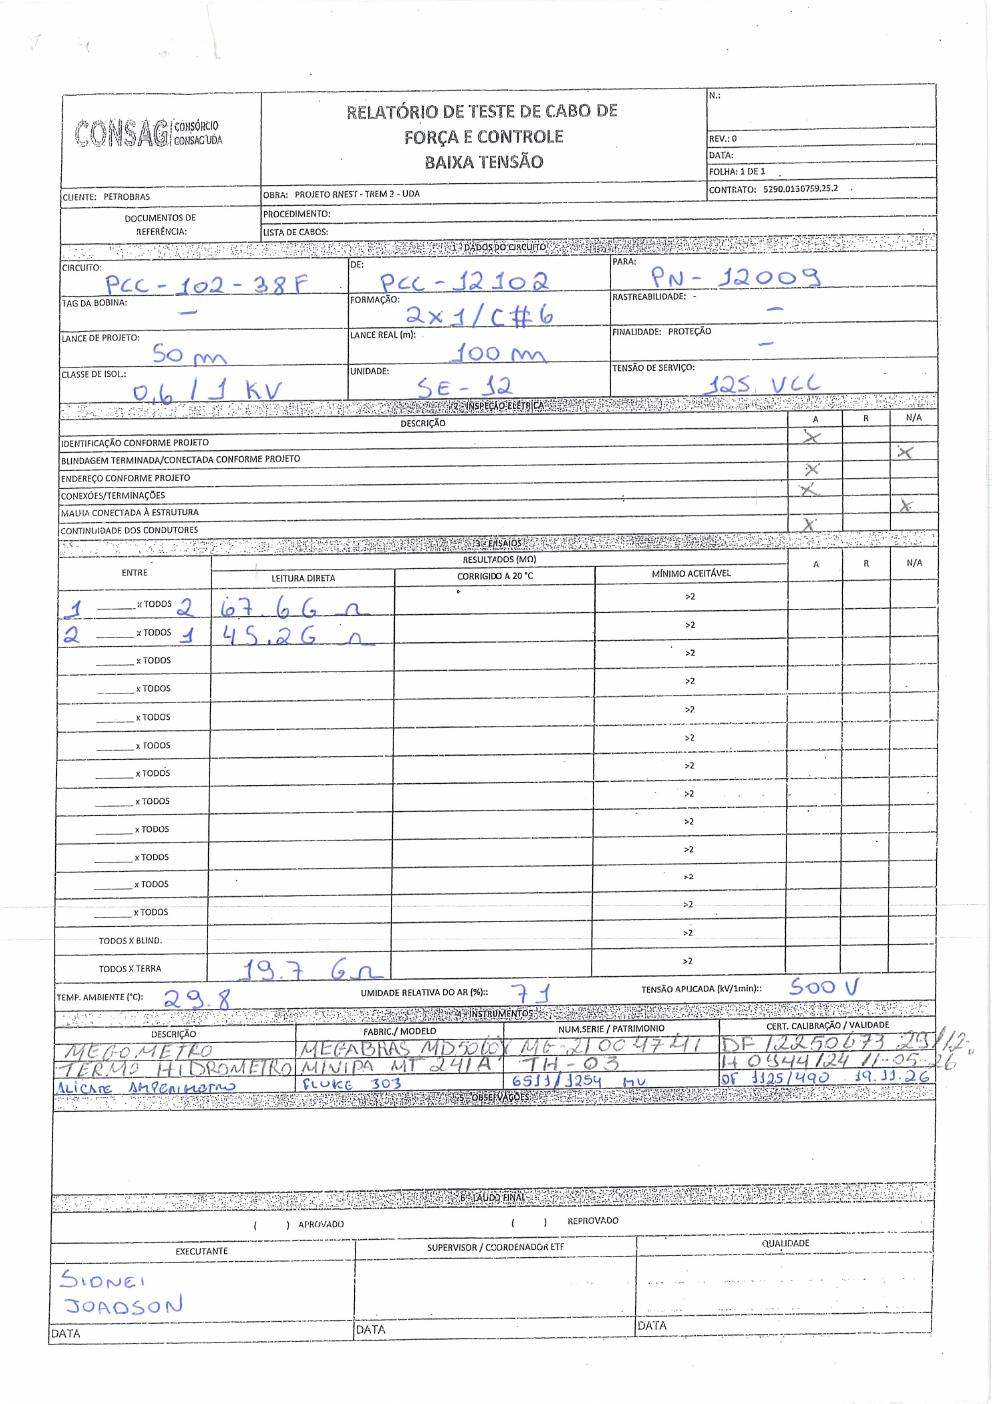 CONSAG CONSÓRCIO CONSAG UDA
RELATÓRIO DE TESTE DE CABO DE
FORÇA E CONTROLE
BAIXA TENSÃO
N.:
REV.: 0
DATA:
FOLHA: 1 DE 1
CLIENTE: PETROBRAS OBRA: PROJETO RNEST - TREM 2 - UDA CONTRATO: 5290.0130759.25.2
DOCUMENTOS DE REFERÊNCIA: PROCEDIMENTO:
LISTA DE CABOS:
1 - DADOS DO CIRCUITO
CIRCUITO: PCC-102-38F DE: PCC-12102 PARA: PN-12009
TAG DA BOBINA: — FORMAÇÃO: 2x1/C#6 RASTREABILIDADE: - —
LANCE DE PROJETO: 50 m LANCE REAL (m): 100 m FINALIDADE: PROTEÇÃO —
CLASSE DE ISOL.: 0,6/1 KV UNIDADE: SE-12 TENSÃO DE SERVIÇO: 125 VCC
2 - INSPEÇÃO ELÉTRICA
DESCRIÇÃO A R N/A
IDENTIFICAÇÃO CONFORME PROJETO X
BLINDAGEM TERMINADA/CONECTADA CONFORME PROJETO X
ENDEREÇO CONFORME PROJETO X
CONEXÕES/TERMINAÇÕES X
MALHA CONECTADA À ESTRUTURA X
CONTINUIDADE DOS CONDUTORES X
3 - ENSAIOS
ENTRE RESULTADOS (MΩ) A R N/A
LEITURA DIRETA CORRIGIDO A 20 °C MÍNIMO ACEITÁVEL
1 x TODOS 2 67.6 G Ω >2
2 x TODOS 1 45.2 G Ω >2
x TODOS >2
x TODOS >2
x TODOS >2
x TODOS >2
x TODOS >2
x TODOS >2
x TODOS >2
x TODOS >2
x TODOS >2
x TODOS >2
TODOS X BLIND. >2
TODOS X TERRA 19.7 GΩ >2
TEMP. AMBIENTE (°C): 29.8 UMIDADE RELATIVA DO AR (%):: 71 TENSÃO APLICADA (kV/1min):: 500 V
4 - INSTRUMENTOS
DESCRIÇÃO FABRIC./ MODELO NUM.SERIE / PATRIMONIO CERT. CALIBRAÇÃO / VALIDADE
MEGOMETRO MEGABRAS MD5060X MG-21004741 DF 12250673 29/12
TERMO HIDROMETRO MINIPA MT 241A TH-03 H 0944/24 11-05-26
ALICATE AMPERIMETRO FLUKE 303 6511/1254 MV DF 1125/490 19.11.26
5 - OBSERVAÇÕES
6 - LAUDO FINAL
( ) APROVADO ( ) REPROVADO
EXECUTANTE SUPERVISOR / COORDENADOR ETF QUALIDADE
SIDNEI
JOADSON
DATA DATA DATA